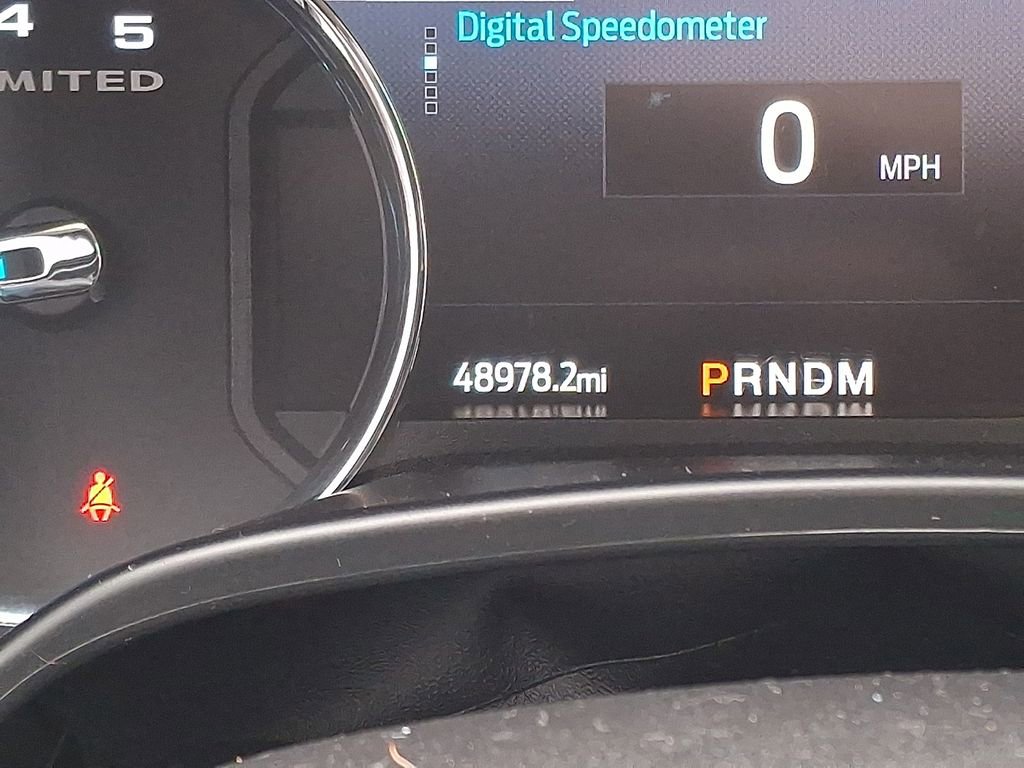 4 5
MITED
Digital Speedometer
0 MPH
48978.2mi PRNDM